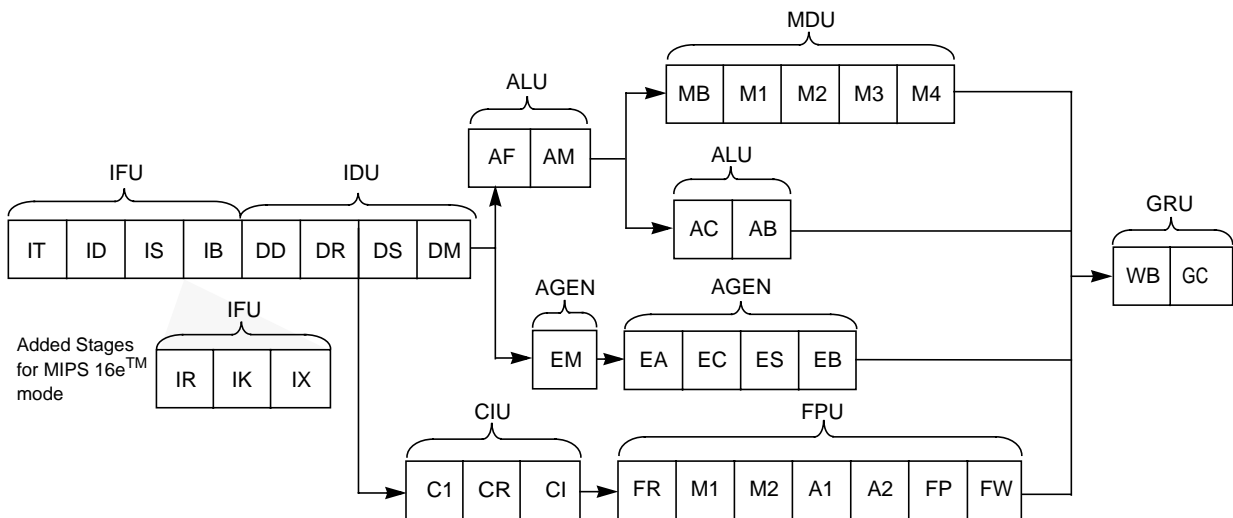 MDU
MB M1 M2 M3 M4
ALU
AF AM
ALU
AC AB
IFU IDU
IT ID IS IB DD DR DS DM
GRU
WB GC
AGEN AGEN
EM EA EC ES EB
IFU
Added Stages
for MIPS 16e™
mode
IR IK IX
CIU FPU
C1 CR CI FR M1 M2 A1 A2 FP FW